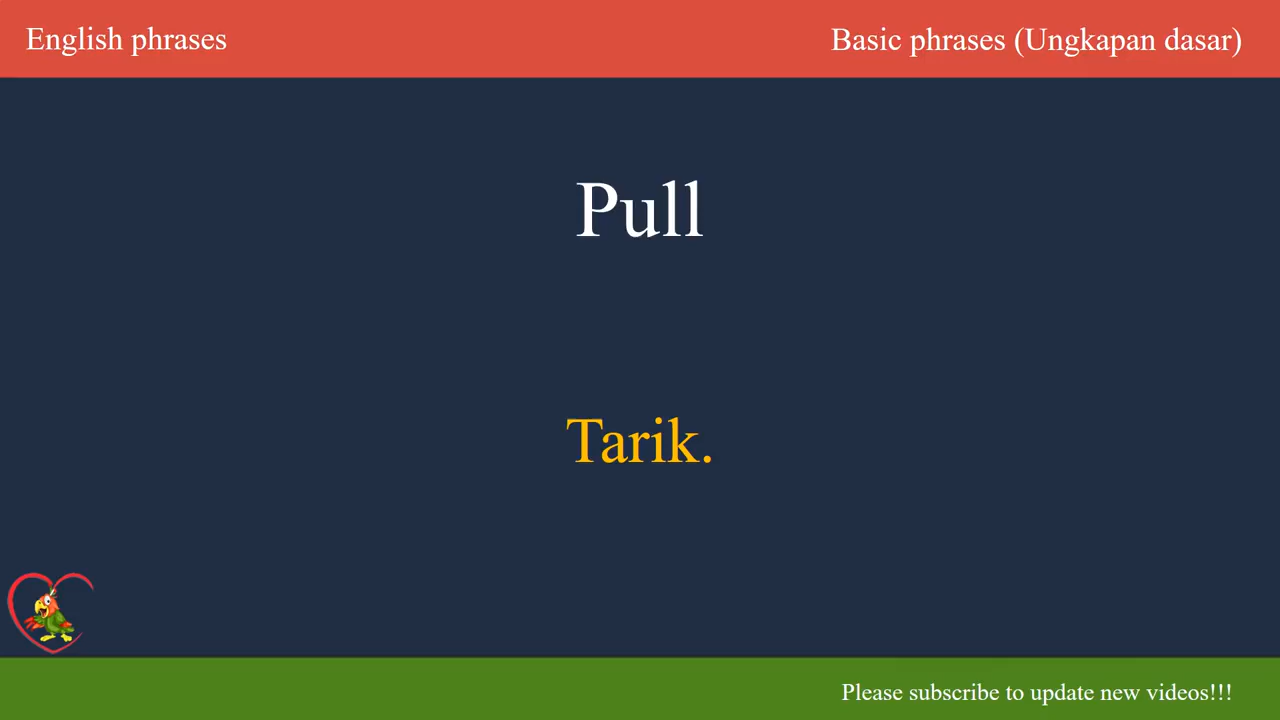 English phrases
Basic phrases (Ungkapan dasar)
Pull
Tarik.
Please subscribe to update new videos!!!